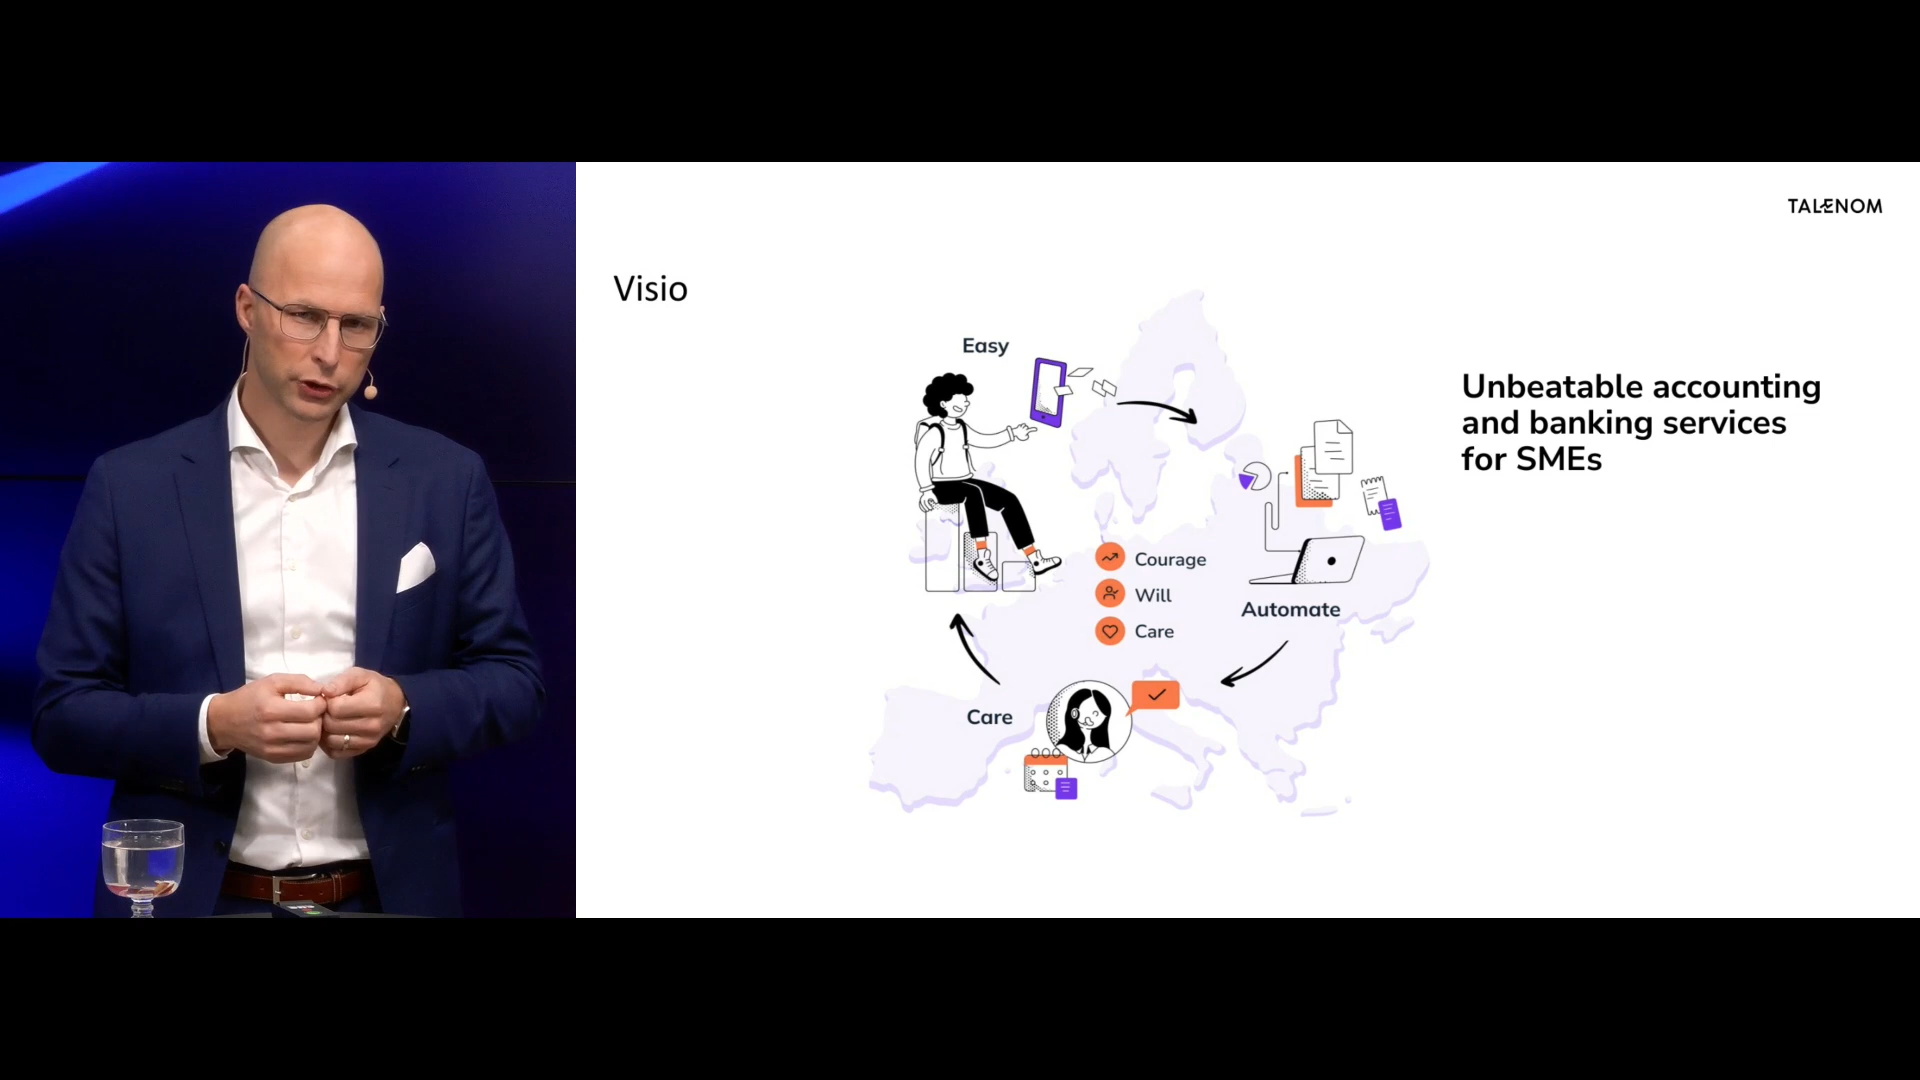 TALENOM
Visio
Easy
Unbeatable accounting
and banking services
for SMEs
Courage
Will
Care
Automate
Care